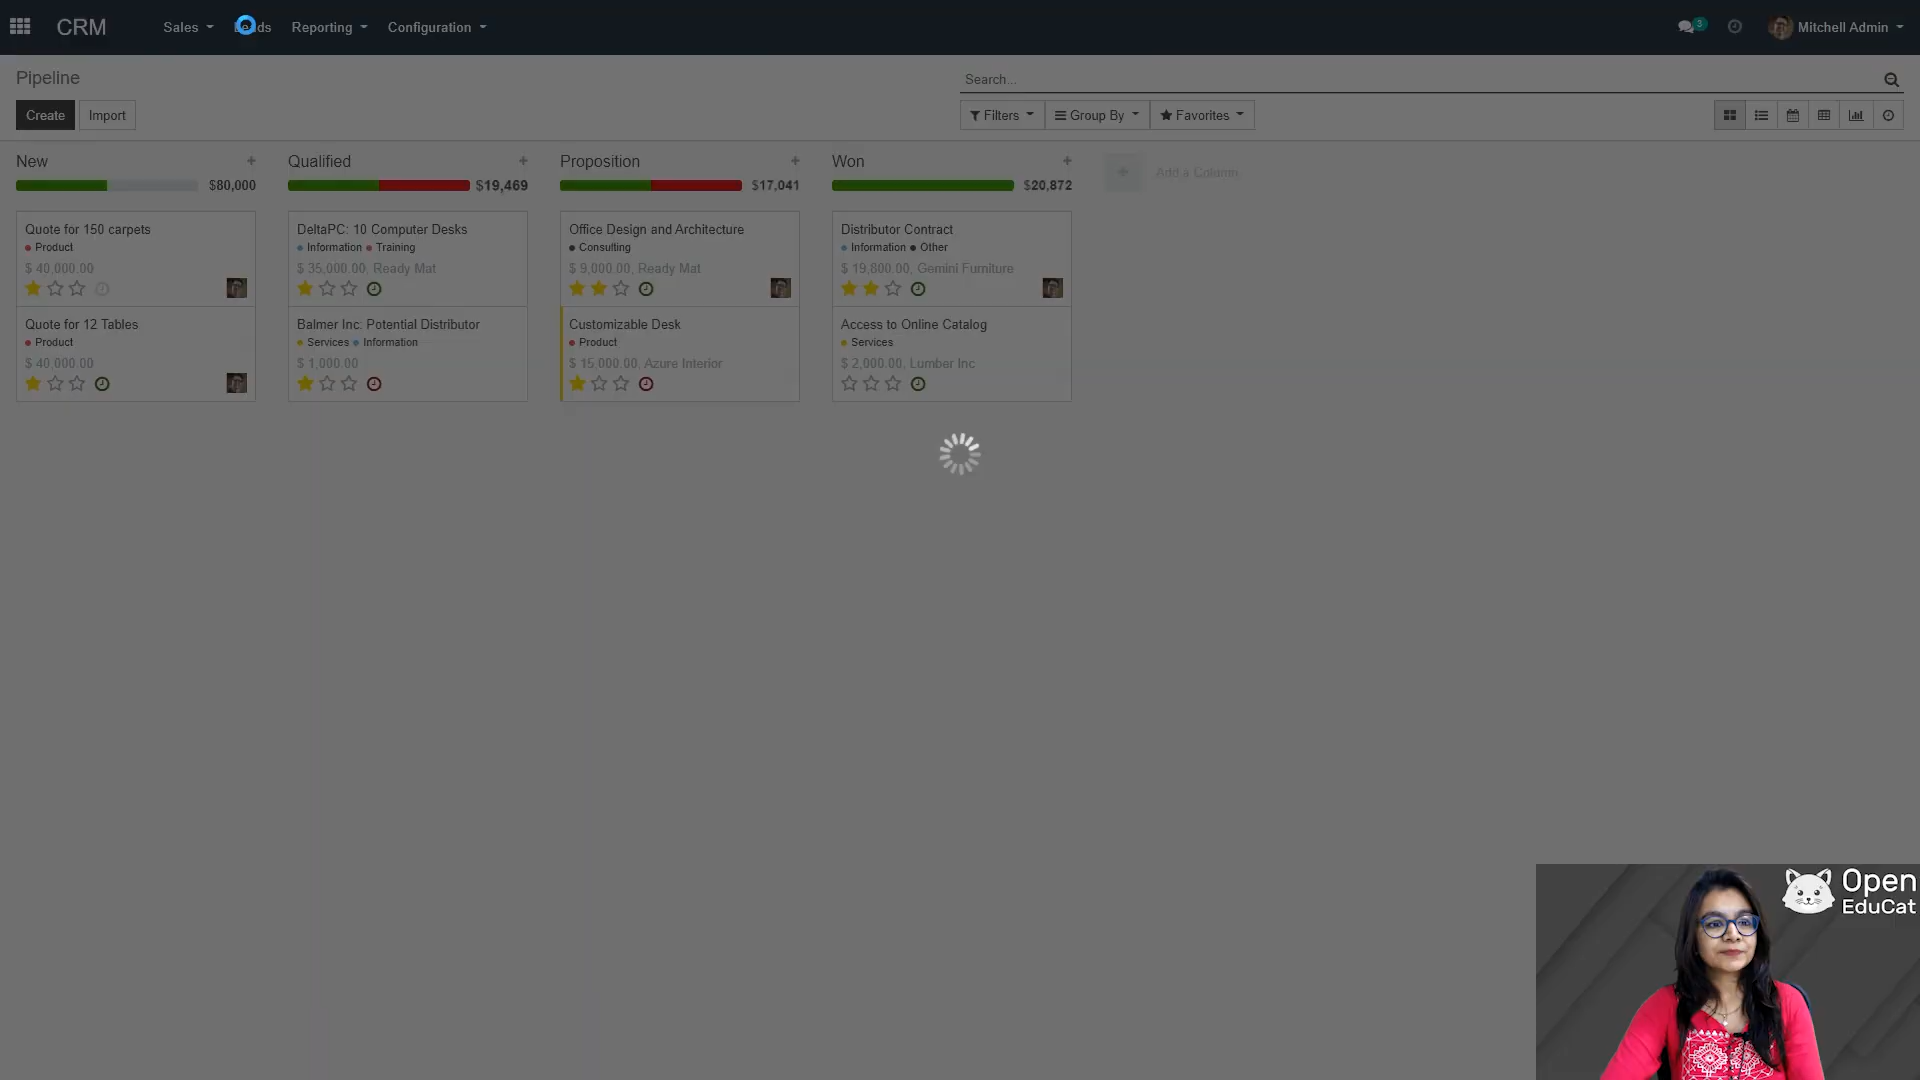 CRM Sales Leads Reporting Configuration 3 Mitchell Admin
Pipeline
Search...
Create Import Filters Group By Favorites
New + Qualified + Proposition + Won + + Add a Column
$80,000 $19,469 $17,041 $20,872
Quote for 150 carpets
Product
$ 40,000.00
Quote for 12 Tables
Product
$ 40,000.00
DeltaPC: 10 Computer Desks
Information Training
$ 35,000.00, Ready Mat
Balmer Inc: Potential Distributor
Services Information
$ 1,000.00
Office Design and Architecture
Consulting
$ 9,000.00, Ready Mat
Customizable Desk
Product
$ 15,000.00, Azure Interior
Distributor Contract
Information Other
$ 19,800.00, Gemini Furniture
Access to Online Catalog
Services
$ 2,000.00, Lumber Inc
Open
EduCat